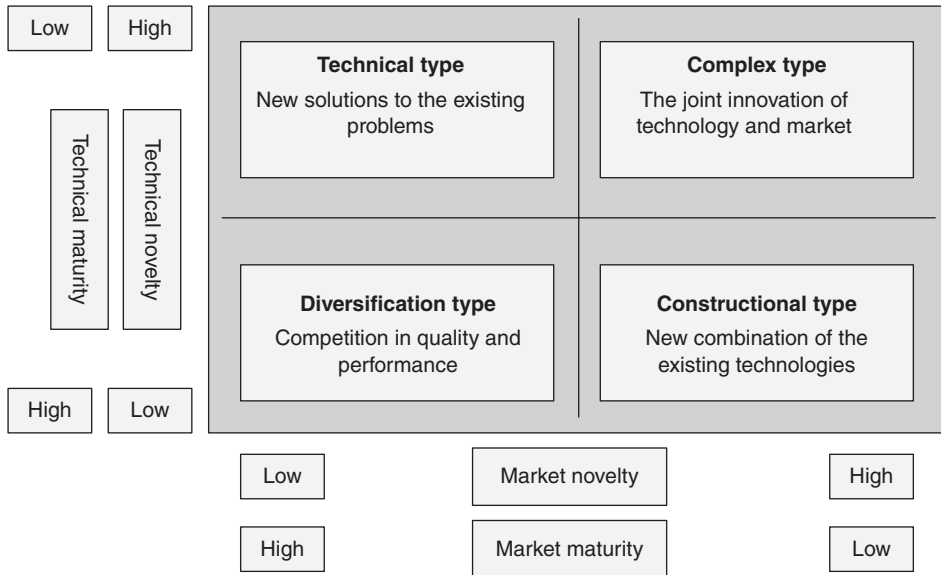 Low
High
Technical maturity
Technical novelty
High
Low
Technical type
New solutions to the existing
problems
Complex type
The joint innovation of
technology and market
Diversification type
Competition in quality and
performance
Constructional type
New combination of the
existing technologies
Low
Market novelty
High
High
Market maturity
Low